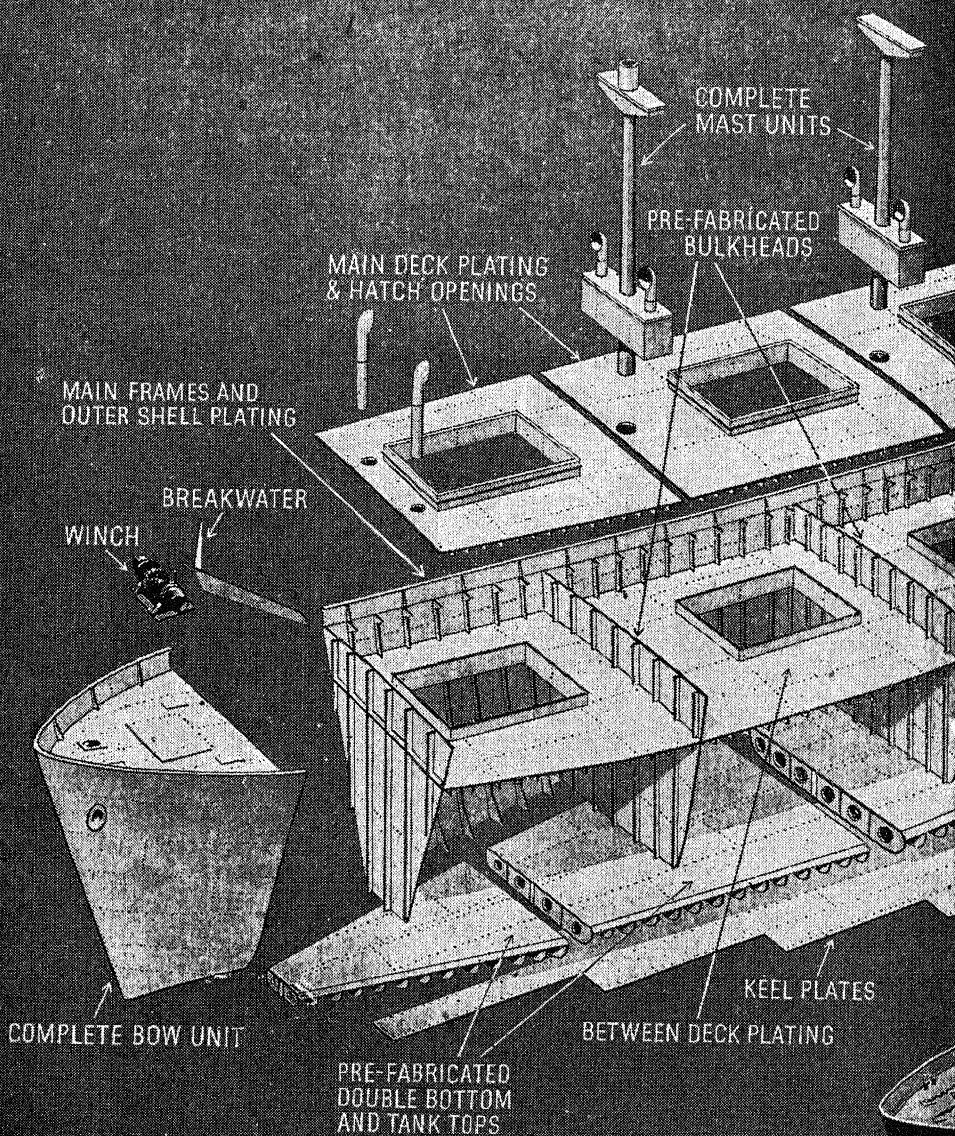 COMPLETE
MAST UNITS
PRE-FABRICATED
BULKHEADS
MAIN DECK PLATING
& HATCH OPENINGS
MAIN FRAMES AND
OUTER SHELL PLATING
BREAKWATER
WINCH
KEEL PLATES
COMPLETE BOW UNIT
BETWEEN DECK PLATING
PRE-FABRICATED
DOUBLE BOTTOM
AND TANK TOPS